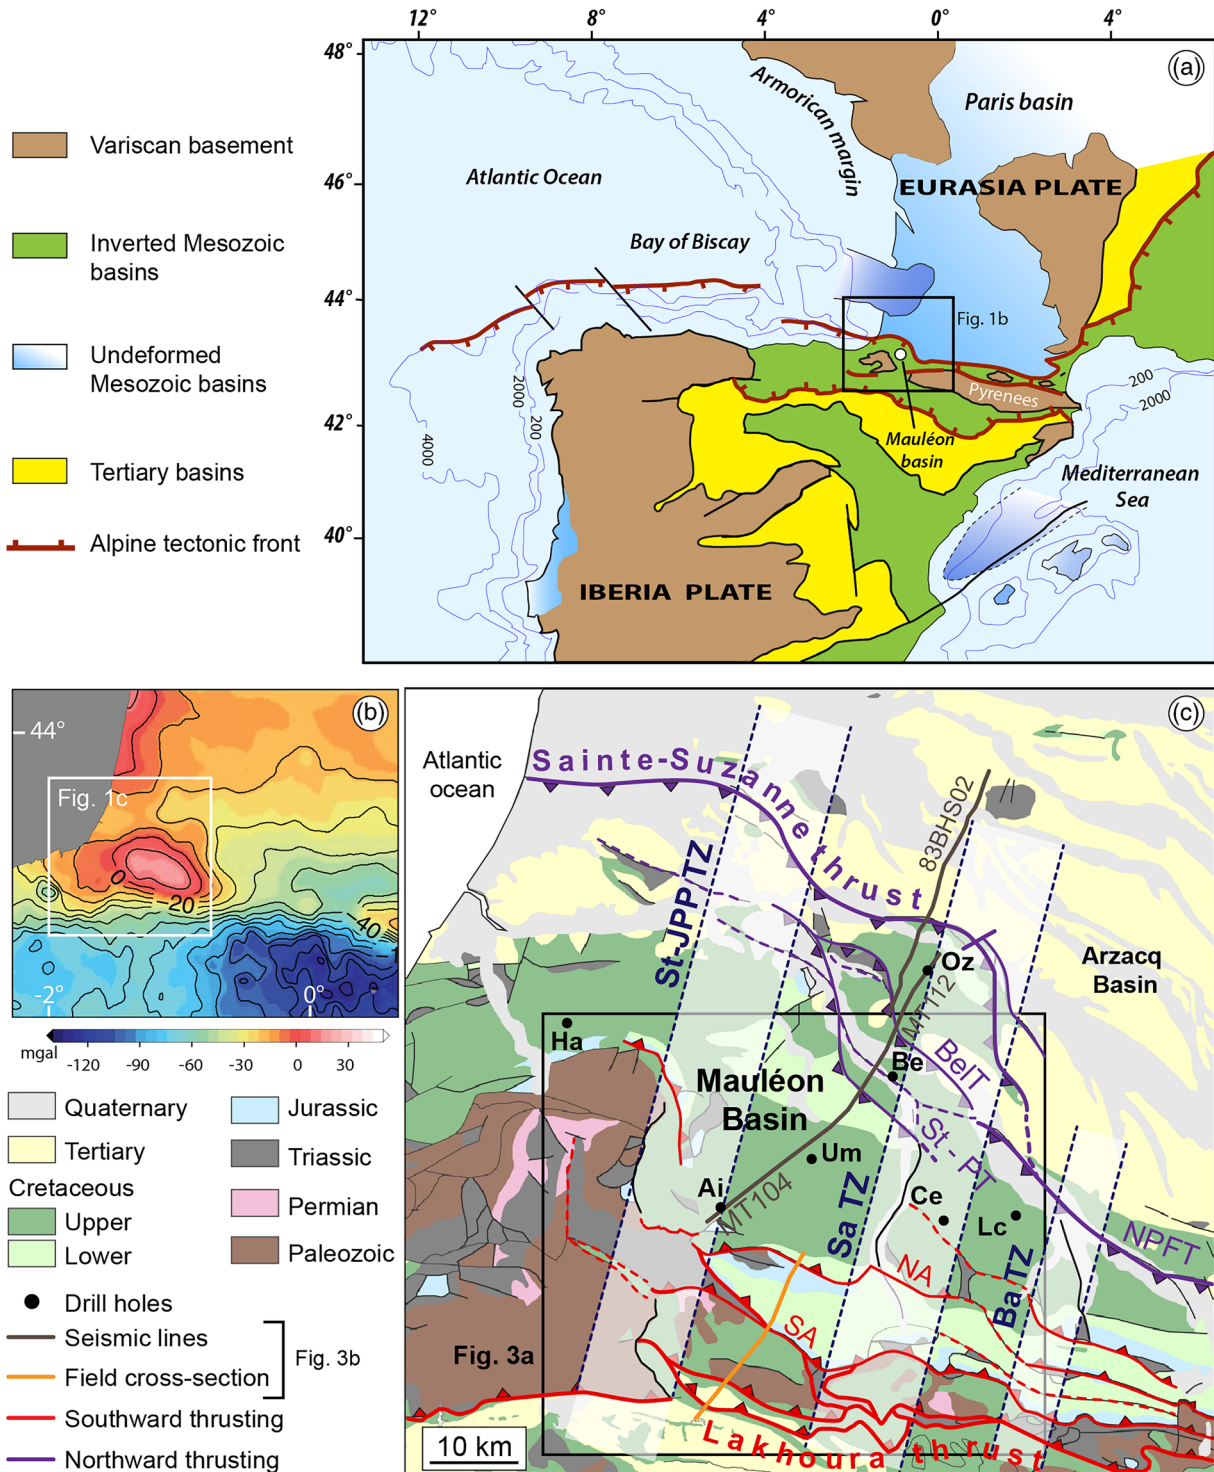 12°
8°
4°
0°
4°
48°
46°
44°
42°
40°
(a)
Armorican margin
Paris basin
Atlantic Ocean
EURASIA PLATE
Bay of Biscay
Fig. 1b
Pyrenees
Mauléon
basin
Mediterranean
Sea
200
2000
2000
200
4000
IBERIA PLATE
Variscan basement
Inverted Mesozoic
basins
Undeformed
Mesozoic basins
Tertiary basins
Alpine tectonic front
(b)
44°
Fig. 1c
0
20
40
-2°
0°
mgal
-120
-90
-60
-30
0
30
Quaternary
Tertiary
Cretaceous
Upper
Lower
Jurassic
Triassic
Permian
Paleozoic
Drill holes
Seismic lines
Field cross-section
Fig. 3b
Southward thrusting
Northward thrusting
(c)
Atlantic
ocean
Sainte-Suzanne thrust
83BHS02
St-JPP TZ
Oz
Arzacq
Basin
MT112
Ha
Be
BelT
Mauléon
Basin
St-PT
Um
Ai
MT104
Sa TZ
Ce
Lc
NPFT
NA
Ba TZ
SA
Fig. 3a
Lakhoura thrust
10 km